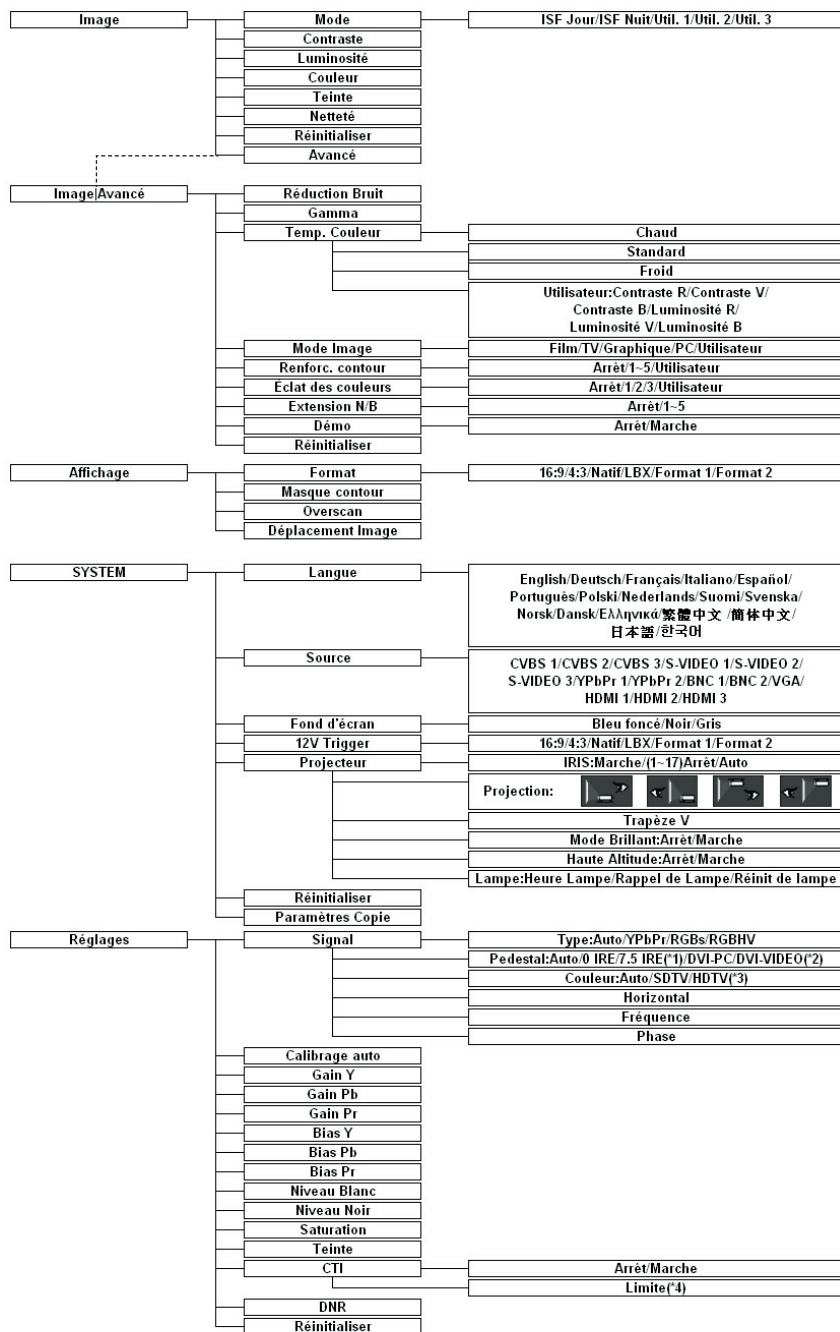 Image
Mode
ISF Jour/ISF Nuit/Util. 1/Util. 2/Util. 3
Contraste
Luminosité
Couleur
Teinte
Netteté
Réinitialiser
Avancé
Image|Avancé
Réduction Bruit
Gamma
Temp. Couleur
Chaud
Standard
Froid
Utilisateur:Contraste R/Contraste V/
Contraste B/Luminosité R/
Luminosité V/Luminosité B
Mode Image
Film/TV/Graphique/PC/Utilisateur
Renforc. contour
Arrêt/1~5/Utilisateur
Éclat des couleurs
Arrêt/1/2/3/Utilisateur
Extension N/B
Arrêt/1~5
Démo
Arrêt/Marche
Réinitialiser
Affichage
Format
16:9/4:3/Natif/LBX/Format 1/Format 2
Masque contour
Overscan
Déplacement Image
SYSTEM
Langue
English/Deutsch/Français/Italiano/Español/
Português/Polski/Nederlands/Suomi/Svenska/
Norsk/Dansk/Ελληνικά/繁體中文 /簡体中文/
日本語/한국어
Source
CVBS 1/CVBS 2/CVBS 3/S-VIDEO 1/S-VIDEO 2/
S-VIDEO 3/YPbPr 1/YPbPr 2/BNC 1/BNC 2/VGA/
HDMI 1/HDMI 2/HDMI 3
Fond d'écran
Bleu foncé/Noir/Gris
12V Trigger
16:9/4:3/Natif/LBX/Format 1/Format 2
Projecteur
IRIS:Marche/(1~17)Arrêt/Auto
Projection:
Trapèze V
Mode Brillant:Arrêt/Marche
Haute Altitude:Arrêt/Marche
Lampe:Heure Lampe/Rappel de Lampe/Réinit de lampe
Réinitialiser
Paramètres Copie
Réglages
Signal
Type:Auto/YPbPr/RGBs/RGBHV
Pedestal:Auto/0 IRE/7.5 IRE(*1)/DVI-PC/DVI-VIDEO(*2)
Couleur:Auto/SDTV/HDTV(*3)
Horizontal
Fréquence
Phase
Calibrage auto
Gain Y
Gain Pb
Gain Pr
Bias Y
Bias Pb
Bias Pr
Niveau Blanc
Niveau Noir
Saturation
Teinte
CTI
Arrêt/Marche
Limite(*4)
DNR
Réinitialiser